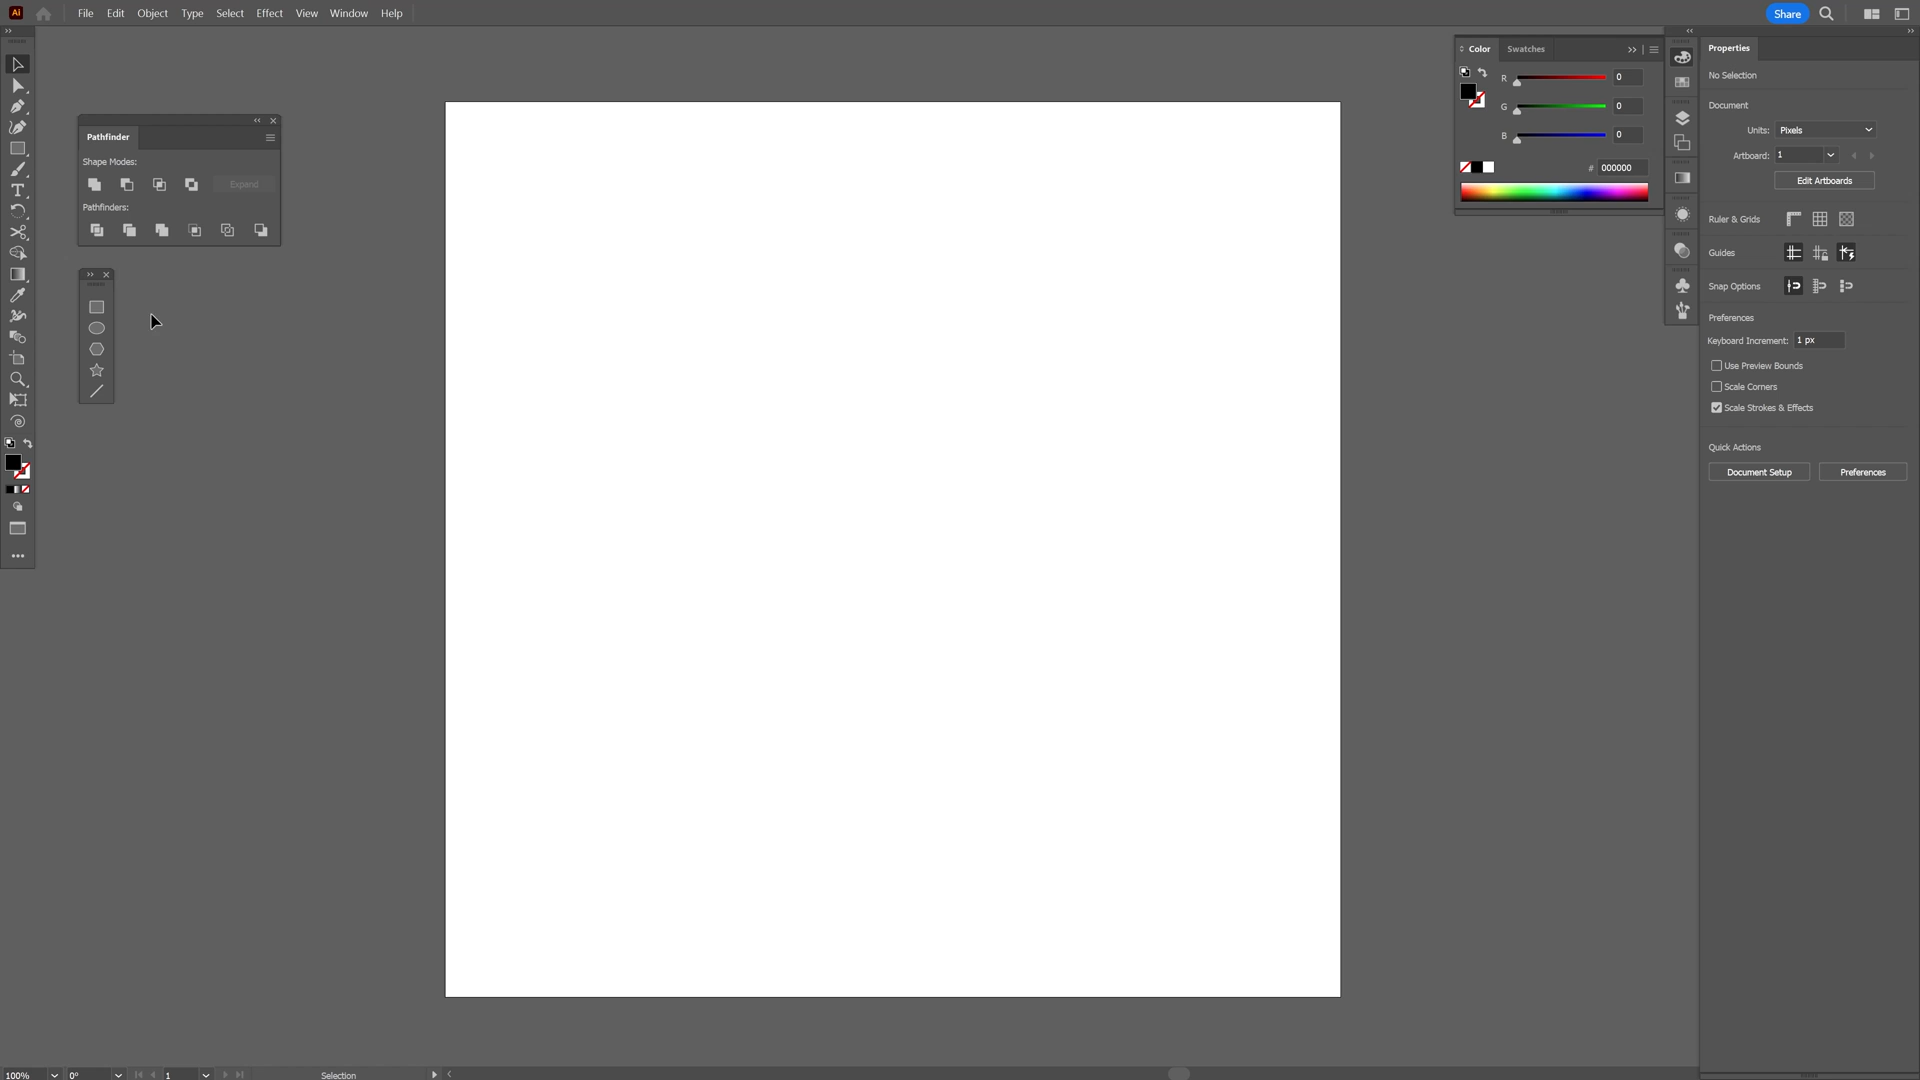 Ai File Edit Object Type Select Effect View Window Help Share
Color Swatches
R 0
G 0
B 0
# 000000
Properties
No Selection
Document
Units: Pixels
Artboard: 1
Edit Artboards
Ruler & Grids
Guides
Snap Options
Preferences
Keyboard Increment: 1 px
Use Preview Bounds
Scale Corners
Scale Strokes & Effects
Quick Actions
Document Setup Preferences
Pathfinder
Shape Modes:
Expand
Pathfinders:
100% 0° 1 Selection